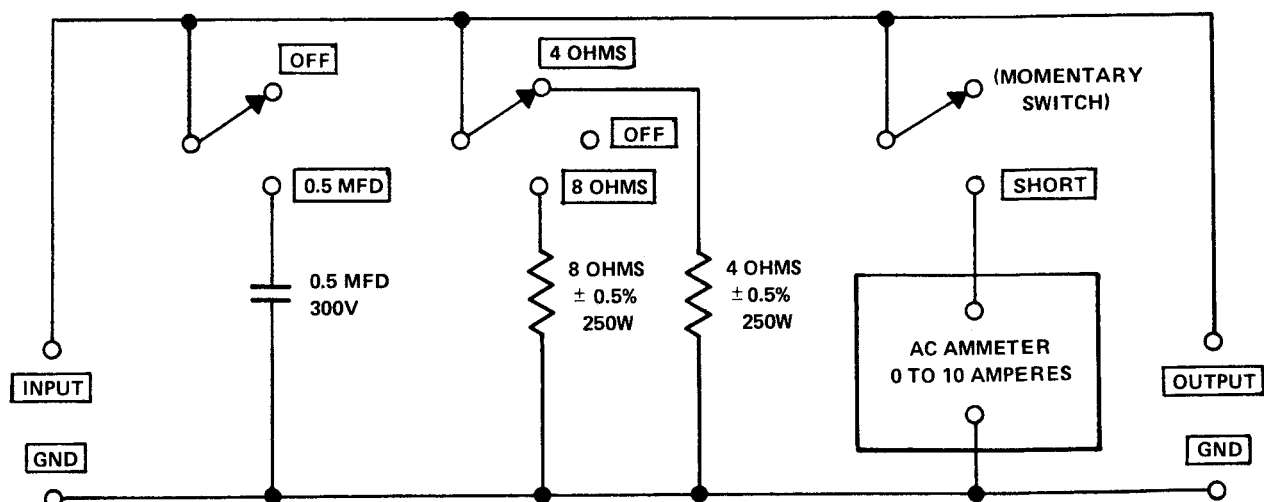 OFF
4 OHMS
(MOMENTARY
SWITCH)
OFF
0.5 MFD
8 OHMS
SHORT
0.5 MFD
300V
8 OHMS
± 0.5%
250W
4 OHMS
± 0.5%
250W
AC AMMETER
0 TO 10 AMPERES
INPUT
OUTPUT
GND
GND